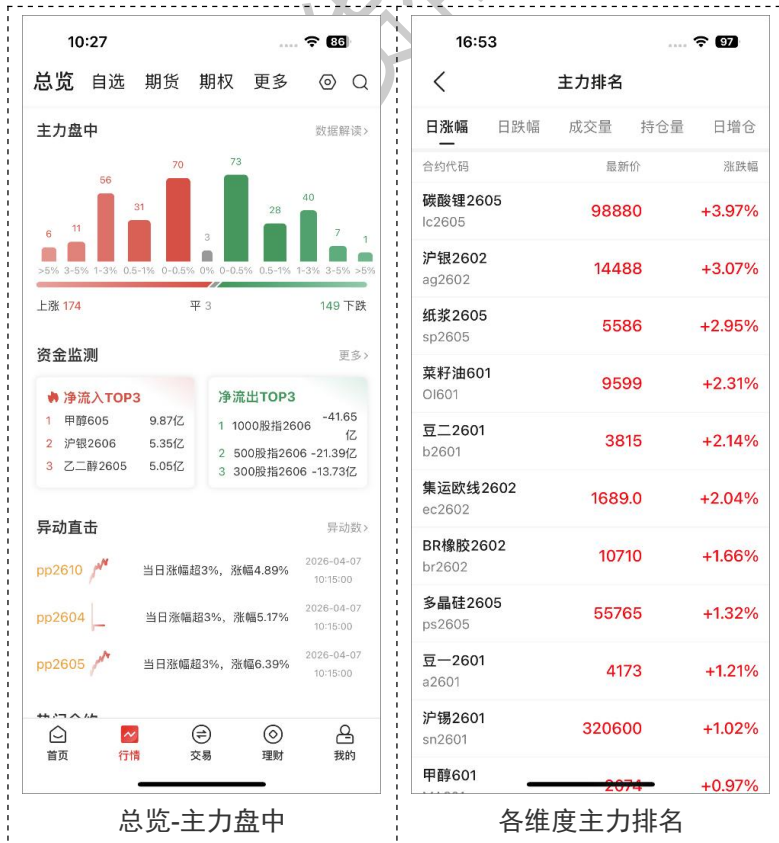 10:27
86
总览 自选 期货 期权 更多
主力盘中
数据解读>
6 11 56 31 70 3 73 28 40 7 1
>5% 3-5% 1-3% 0.5-1% 0-0.5% 0% 0-0.5% 0.5-1% 1-3% 3-5% >5%
上涨 174 平 3 149 下跌
资金监测
更多>
净流入TOP3
1 甲醇605 9.87亿
2 沪银2606 5.35亿
3 乙二醇2605 5.05亿
净流出TOP3
1 1000股指2606 -41.65
亿
2 500股指2606 -21.39亿
3 300股指2606 -13.73亿
异动直击
异动数>
pp2610 当日涨幅超3%，涨幅4.89% 2026-04-07
10:15:00
pp2604 当日涨幅超3%，涨幅5.17% 2026-04-07
10:15:00
pp2605 当日涨幅超3%，涨幅6.39% 2026-04-07
10:15:00
首页 行情 交易 理财 我的
总览-主力盘中
16:53
97
主力排名
日涨幅 日跌幅 成交量 持仓量 日增仓
合约代码 最新价 涨跌幅
碳酸锂2605
lc2605
98880 +3.97%
沪银2602
ag2602
14488 +3.07%
纸浆2605
sp2605
5586 +2.95%
菜籽油601
OI601
9599 +2.31%
豆二2601
b2601
3815 +2.14%
集运欧线2602
ec2602
1689.0 +2.04%
BR橡胶2602
br2602
10710 +1.66%
多晶硅2605
ps2605
55765 +1.32%
豆一2601
a2601
4173 +1.21%
沪锡2601
sn2601
320600 +1.02%
甲醇601
+0.97%
各维度主力排名